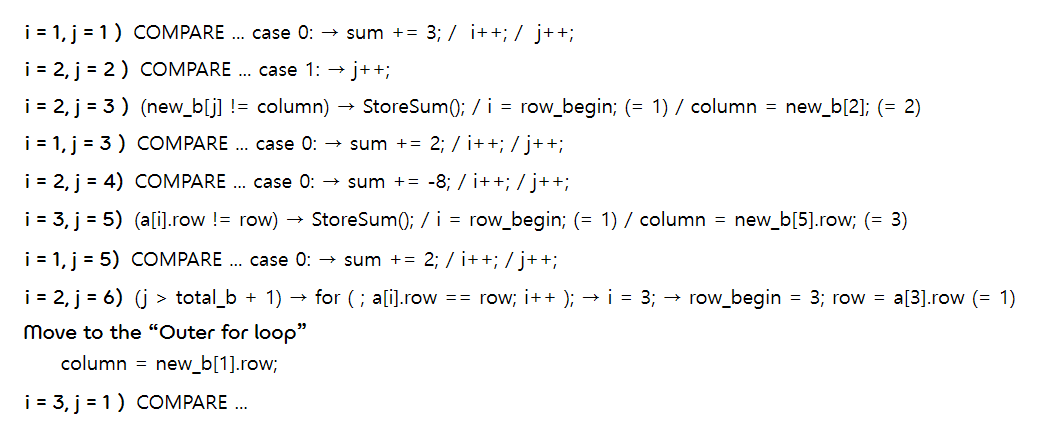 i = 1, j = 1 ) COMPARE ... case 0: → sum += 3; / i++; / j++;
i = 2, j = 2 ) COMPARE ... case 1: → j++;
i = 2, j = 3 ) (new_b[j] != column) → StoreSum(); / i = row_begin; (= 1) / column = new_b[2]; (= 2)
i = 1, j = 3 ) COMPARE ... case 0: → sum += 2; / i++; / j++;
i = 2, j = 4) COMPARE ... case 0: → sum += -8; / i++; / j++;
i = 3, j = 5) (a[i].row != row) → StoreSum(); / i = row_begin; (= 1) / column = new_b[5].row; (= 3)
i = 1, j = 5) COMPARE ... case 0: → sum += 2; / i++; / j++;
i = 2, j = 6) (j > total_b + 1) → for ( ; a[i].row == row; i++ ); → i = 3; → row_begin = 3; row = a[3].row (= 1)
Move to the “Outer for loop”
column = new_b[1].row;
i = 3, j = 1 ) COMPARE ...